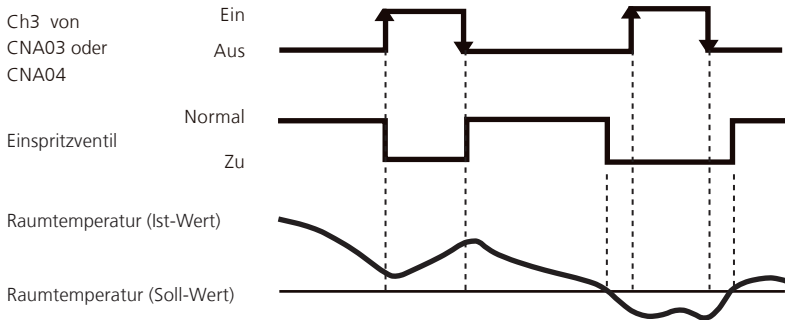 Ch3 von
CNA03 oder
CNA04
Ein
Aus
Einspritzventil
Normal
Zu
Raumtemperatur (Ist-Wert)
Raumtemperatur (Soll-Wert)